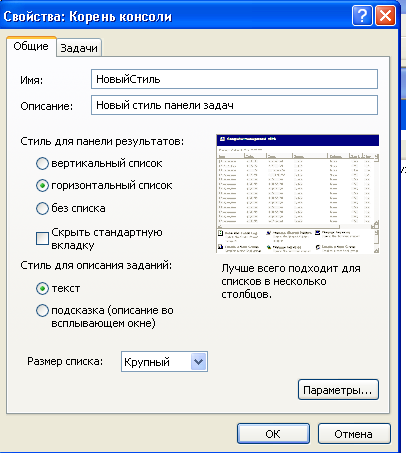 Свойства: Корень консоли
Общие
Задачи
Имя:
НовыйСтиль
Описание:
Новый стиль панели задач
Стиль для панели результатов:
вертикальный список
горизонтальный список
без списка
Скрыть стандартную
вкладку
Лучше всего подходит для
списков в несколько
столбцов.
Стиль для описания заданий:
текст
подсказка (описание во
всплывающем окне)
Размер списка:
Крупный
Параметры...
OK
Отмена